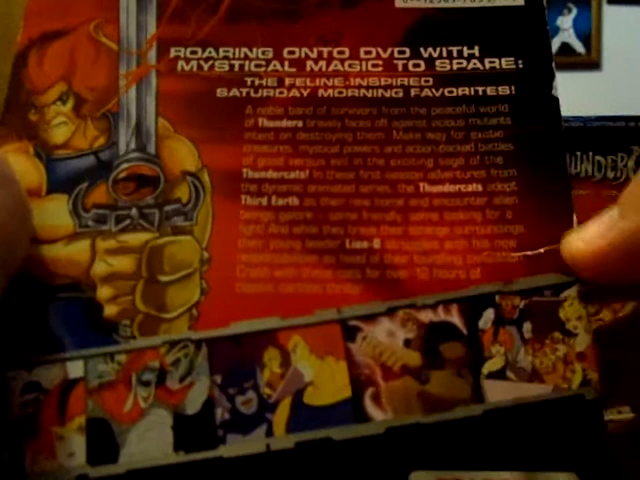 ROARING ONTO DVD WITH
MYSTICAL MAGIC TO SPARE:
THE FELINE-INSPIRED
SATURDAY MORNING FAVORITES!
A noble band of survivors from the peaceful world
of Thundera bravely faces off against vicious mutants
intent on destroying them. Make way for exotic
creatures, mystical powers and action-packed battles
of good versus evil in the exciting saga of the
Thundercats! In these first-season adventures from
the dynamic animated series, the Thundercats adopt
Third Earth as their new home and encounter alien
beings galore - some friendly, some looking for a
fight! And while they brave their strange surroundings
their young leader Lion-O struggles with his new
responsibilities as head of their
Crash with these cats for over 12 hours of
classic cartoon